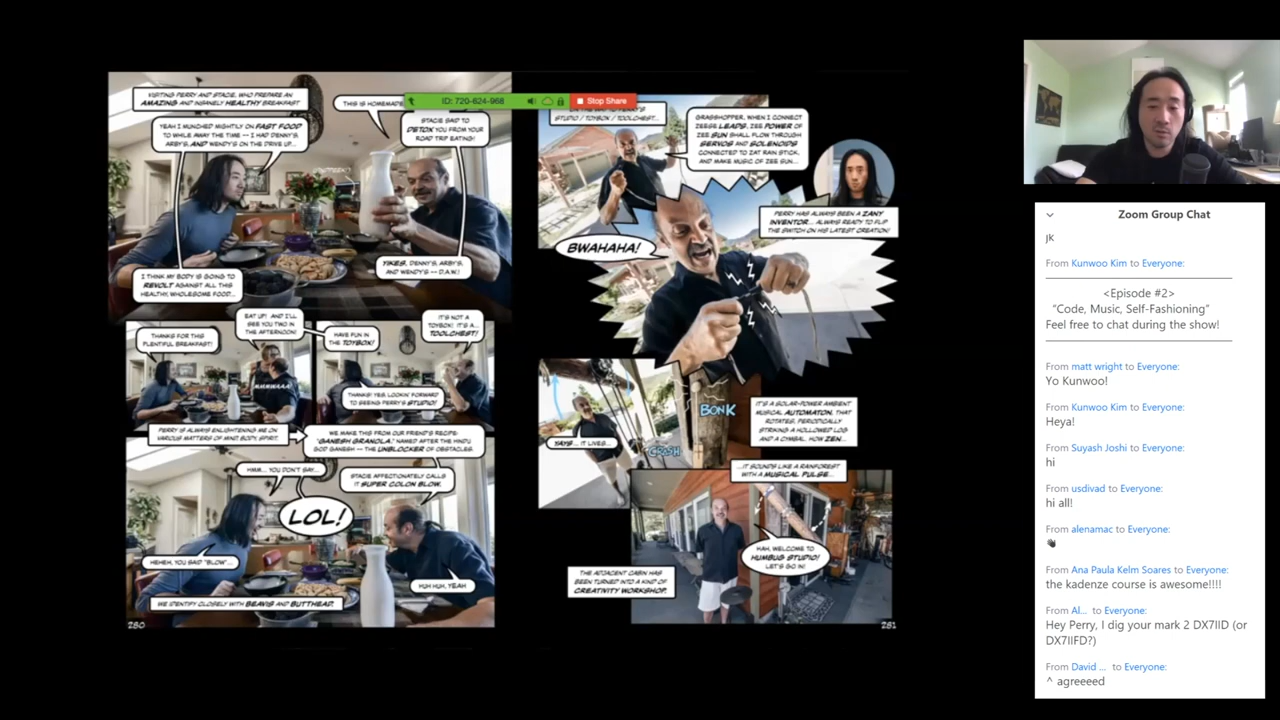 VISITING PERRY AND STACIE, WHO PREPARE AN
AMAZING AND INSANELY HEALTHY BREAKFAST
YEAH I MUNCHED MIGHTILY ON FAST FOOD
TO WHILE AWAY THE TIME -- I HAD DENNY'S,
ARBY'S, AND WENDY'S ON THE DRIVE UP...
THIS IS HOMEMADE
STACIE SAID TO
DETOX YOU FROM YOUR
ROAD TRIP EATING!
I THINK MY BODY IS GOING TO
REVOLT AGAINST ALL THIS
HEALTHY, WHOLESOME FOOD...
YIKES, DENNY'S, ARBY'S,
AND WENDY'S -- D.A.W.!
THANKS FOR THIS
PLENTIFUL BREAKFAST!
EAT UP! AND I'LL
SEE YOU TWO IN
THE AFTERNOON!
MMMWAAA!
HAVE FUN IN
THE TOYBOX!
IT'S NOT A
TOYBOX! IT'S A...
TOOLCHEST!
THANKS! YES, LOOKIN' FORWARD
TO SEEING PERRY'S STUDIO!
PERRY IS ALWAYS ENLIGHTENING ME ON
VARIOUS MATTERS OF MIND, BODY, SPIRIT.
WE MAKE THIS FROM OUR FRIEND'S RECIPE:
"GANESH GRANOLA," NAMED AFTER THE HINDU
GOD GANESH -- THE UNBLOCKER OF OBSTACLES.
HMM... YOU DON'T SAY...
STACIE AFFECTIONATELY CALLS
IT SUPER COLON BLOW.
LOL!
HEHEH, YOU SAID "BLOW"...
HUH HUH, YEAH
WE IDENTIFY CLOSELY WITH BEAVIS AND BUTTHEAD.
280
ID: 720-824-968
Stop Share
STUDIO / TOYBOX / TOOLCHEST...
GRASSHOPPER, WHEN I CONNECT
ZEESE LEADS, ZEE POWER OF
ZEE SUN SHALL FLOW THROUGH
SERVOS AND SOLENOIDS
CONNECTED TO ZAT RAIN STICK,
AND MAKE MUSIC OF ZEE SUN...
PERRY HAS ALWAYS BEEN A ZANY
INVENTOR... ALWAYS READY TO FLIP
THE SWITCH ON HIS LATEST CREATION!
BWAHAHA!
YAYS... IT LIVES...
BONK
CRASH
IT'S A SOLAR-POWER AMBIENT
MUSICAL AUTOMATON, THAT
ROTATES, PERIODICALLY
STRIKING A HOLLOWED LOG
AND A CYMBAL. HOW ZEN...
...IT SOUNDS LIKE A RAINFOREST
WITH A MUSICAL PULSE...
HAH, WELCOME TO
HUMBUG STUDIO!
LET'S GO IN!
THE ADJACENT CABIN HAS
BEEN TURNED INTO A KIND OF
CREATIVITY WORKSHOP.
281
Zoom Group Chat
jk
From Kunwoo Kim to Everyone:
<Episode #2>
"Code, Music, Self-Fashioning"
Feel free to chat during the show!
From matt wright to Everyone:
Yo Kunwoo!
From Kunwoo Kim to Everyone:
Heya!
From Suyash Joshi to Everyone:
hi
From usdivad to Everyone:
hi all!
From alenamac to Everyone:
From Ana Paula Kelm Soares to Everyone:
the kadenze course is awesome!!!!
From Al... to Everyone:
Hey Perry, I dig your mark 2 DX7IID (or
DX7IIFD?)
From David ... to Everyone:
^ agreeeed